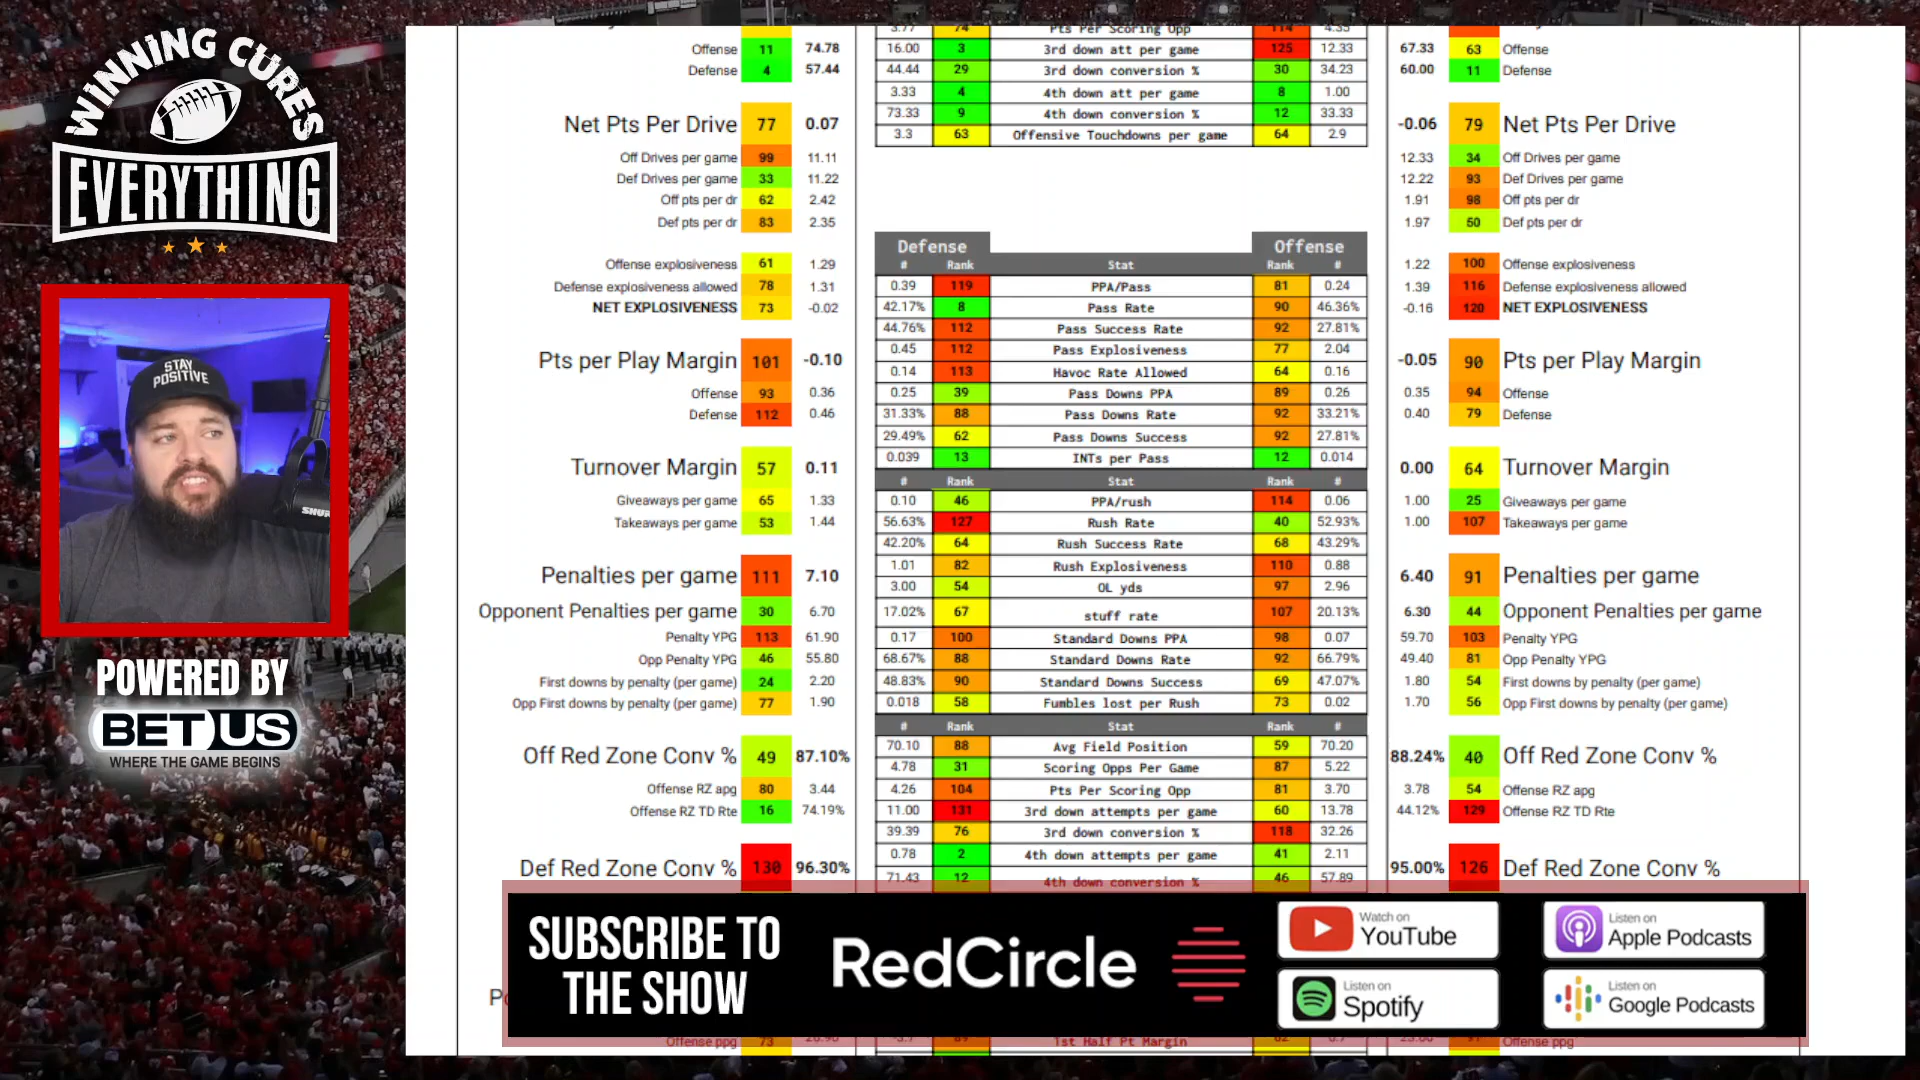 WINNING CURES
EVERYTHING
STAY
POSITIVE
SHUR
POWERED BY
BETUS
WHERE THE GAME BEGINS
Offense 11 74.78
Defense 4 57.44
Net Pts Per Drive 77 0.07
Off Drives per game 99 11.11
Def Drives per game 33 11.22
Off pts per dr 62 2.42
Def pts per dr 83 2.35
Offense explosiveness 61 1.29
Defense explosiveness allowed 78 1.31
NET EXPLOSIVENESS 73 -0.02
Pts per Play Margin 101 -0.10
Offense 93 0.36
Defense 112 0.46
Turnover Margin 57 0.11
Giveaways per game 65 1.33
Takeaways per game 53 1.44
Penalties per game 111 7.10
Opponent Penalties per game 30 6.70
Penalty YPG 113 61.90
Opp Penalty YPG 46 55.80
First downs by penalty (per game) 24 2.20
Opp First downs by penalty (per game) 77 1.90
Off Red Zone Conv % 49 87.10%
Offense RZ apg 80 3.44
Offense RZ TD Rte 16 74.19%
Def Red Zone Conv % 130 96.30%
Offense ppg 73
3.77 74 Pts Per Scoring Opp 114 4.35
16.00 3 3rd down att per game 125 12.33
44.44 29 3rd down conversion % 30 34.23
3.33 4 4th down att per game 8 1.00
73.33 9 4th down conversion % 12 33.33
3.3 63 Offensive Touchdowns per game 64 2.9
Defense Offense
# Rank Stat Rank #
0.39 119 PPA/Pass 81 0.24
42.17% 8 Pass Rate 90 46.36%
44.76% 112 Pass Success Rate 92 27.81%
0.45 112 Pass Explosiveness 77 2.04
0.14 113 Havoc Rate Allowed 64 0.16
0.25 39 Pass Downs PPA 89 0.26
31.33% 88 Pass Downs Rate 92 33.21%
29.49% 62 Pass Downs Success 92 27.81%
0.039 13 INTs per Pass 12 0.014
# Rank Stat Rank #
0.10 46 PPA/rush 114 0.06
56.63% 127 Rush Rate 40 52.93%
42.20% 64 Rush Success Rate 68 43.29%
1.01 82 Rush Explosiveness 110 0.88
3.00 54 OL yds 97 2.96
17.02% 67 stuff rate 107 20.13%
0.17 100 Standard Downs PPA 98 0.07
68.67% 88 Standard Downs Rate 92 66.79%
48.83% 90 Standard Downs Success 69 47.07%
0.018 58 Fumbles lost per Rush 73 0.02
# Rank Stat Rank #
70.10 88 Avg Field Position 59 70.20
4.78 31 Scoring Opps Per Game 87 5.22
4.26 104 Pts Per Scoring Opp 81 3.70
11.00 131 3rd down attempts per game 60 13.78
39.39 76 3rd down conversion % 118 32.26
0.78 2 4th down attempts per game 41 2.11
71.43 12 4th down conversion % 46 57.89
1st Half Pt Margin
67.33 63 Offense
60.00 11 Defense
-0.06 79 Net Pts Per Drive
12.33 34 Off Drives per game
12.22 93 Def Drives per game
1.91 98 Off pts per dr
1.97 50 Def pts per dr
1.22 100 Offense explosiveness
1.39 116 Defense explosiveness allowed
-0.16 120 NET EXPLOSIVENESS
-0.05 90 Pts per Play Margin
0.35 94 Offense
0.40 79 Defense
0.00 64 Turnover Margin
1.00 25 Giveaways per game
1.00 107 Takeaways per game
6.40 91 Penalties per game
6.30 44 Opponent Penalties per game
59.70 103 Penalty YPG
49.40 81 Opp Penalty YPG
1.80 54 First downs by penalty (per game)
1.70 56 Opp First downs by penalty (per game)
88.24% 40 Off Red Zone Conv %
3.78 54 Offense RZ apg
44.12% 129 Offense RZ TD Rte
95.00% 126 Def Red Zone Conv %
Offense ppg
SUBSCRIBE TO
THE SHOW
RedCircle
Watch on
YouTube
Listen on
Apple Podcasts
Listen on
Spotify
Listen on
Google Podcasts